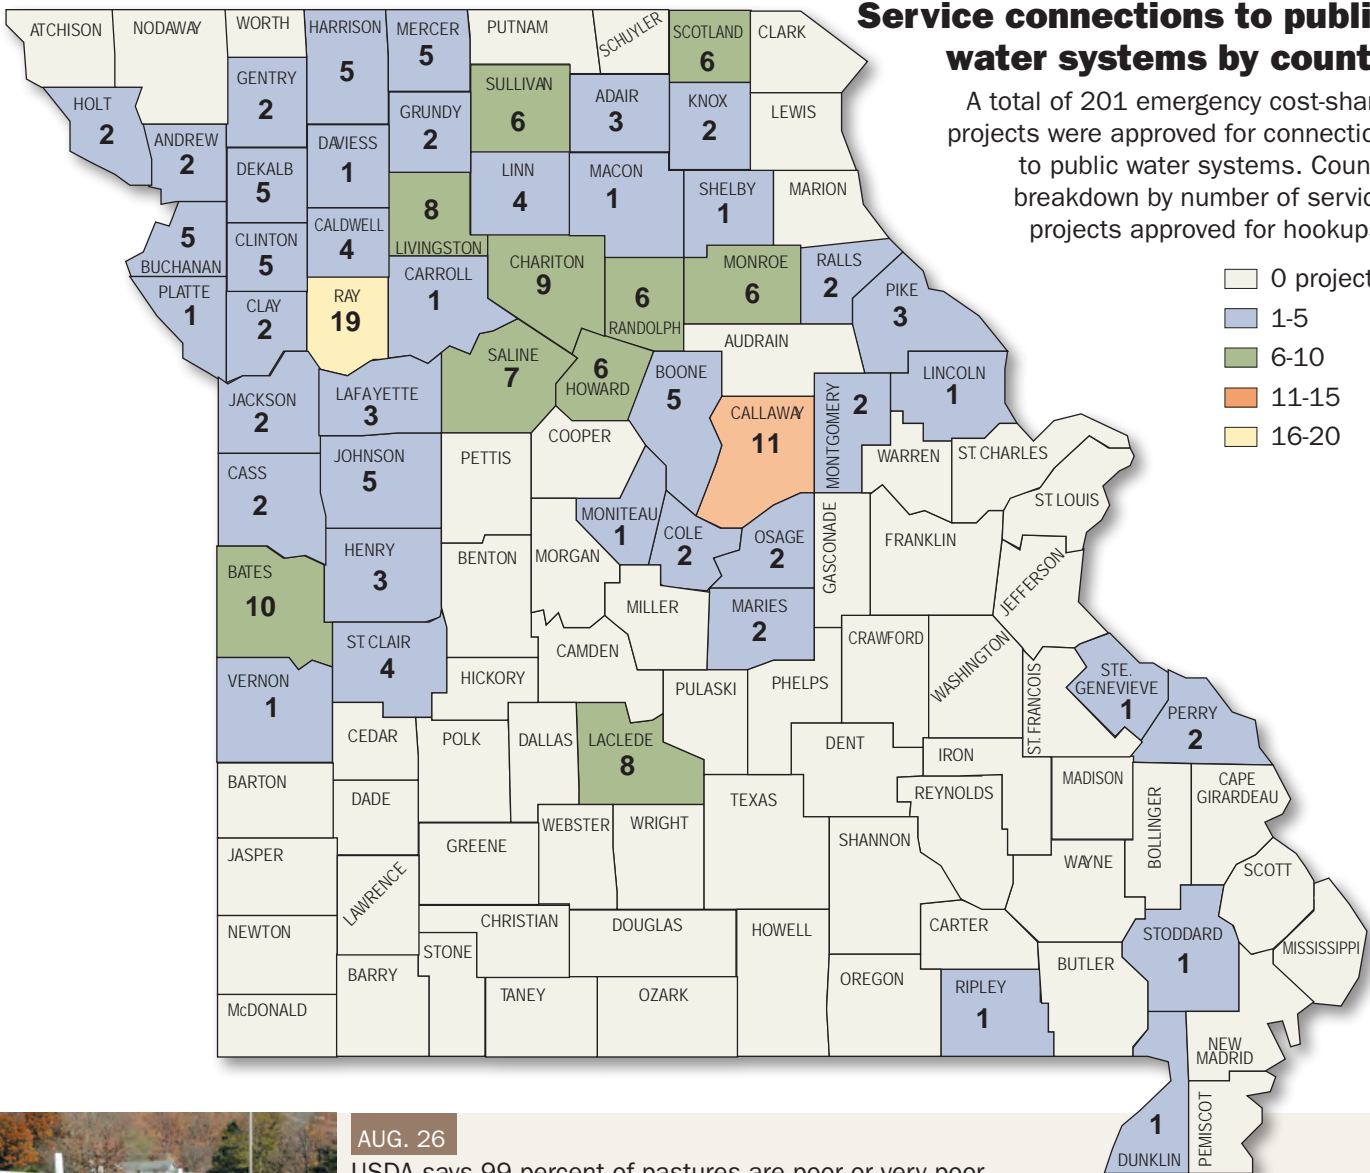 Service connections to publi
water systems by count
A total of 201 emergency cost-shar
projects were approved for connectio
to public water systems. Coun
breakdown by number of servic
projects approved for hookup
0 project
1-5
6-10
11-15
16-20
ATCHISON
NODAWAY
WORTH
HARRISON
5
MERCER
5
PUTNAM
SCHUYLER
SCOTLAND
6
CLARK
HOLT
2
ANDREW
2
GENTRY
2
GRUNDY
2
SULLIVAN
6
ADAIR
3
KNOX
2
LEWIS
DEKALB
5
DAVIESS
1
8
LIVINGSTON
LINN
4
MACON
1
SHELBY
1
MARION
5
BUCHANAN
CLINTON
5
CALDWELL
4
CARROLL
1
CHARITON
9
6
RANDOLPH
MONROE
6
RALLS
2
PIKE
3
PLATTE
1
CLAY
2
RAY
19
SALINE
7
6
HOWARD
BOONE
5
AUDRAIN
CALLAWAY
11
MONTGOMERY
2
LINCOLN
1
JACKSON
2
LAFAYETTE
3
COOPER
WARREN
ST. CHARLES
ST. LOUIS
CASS
2
JOHNSON
5
PETTIS
MONITEAU
1
COLE
2
OSAGE
2
GASCONADE
FRANKLIN
JEFFERSON
BATES
10
HENRY
3
BENTON
MORGAN
MILLER
MARIES
2
CRAWFORD
WASHINGTON
ST. FRANCOIS
STE.
GENEVIEVE
1
PERRY
2
VERNON
1
ST. CLAIR
4
HICKORY
CAMDEN
PULASKI
PHELPS
CEDAR
POLK
DALLAS
LACLEDE
8
DENT
IRON
MADISON
BOLLINGER
CAPE
GIRARDEAU
BARTON
DADE
GREENE
WEBSTER
WRIGHT
TEXAS
SHANNON
REYNOLDS
WAYNE
SCOTT
JASPER
LAWRENCE
CHRISTIAN
DOUGLAS
HOWELL
CARTER
STODDARD
1
MISSISSIPPI
NEWTON
STONE
BARRY
TANEY
OZARK
OREGON
RIPLEY
1
BUTLER
McDONALD
NEW
MADRID
1
DUNKLIN
PEMISCOT
AUG. 26
USDA says 99 percent of pastures are poor or very poor